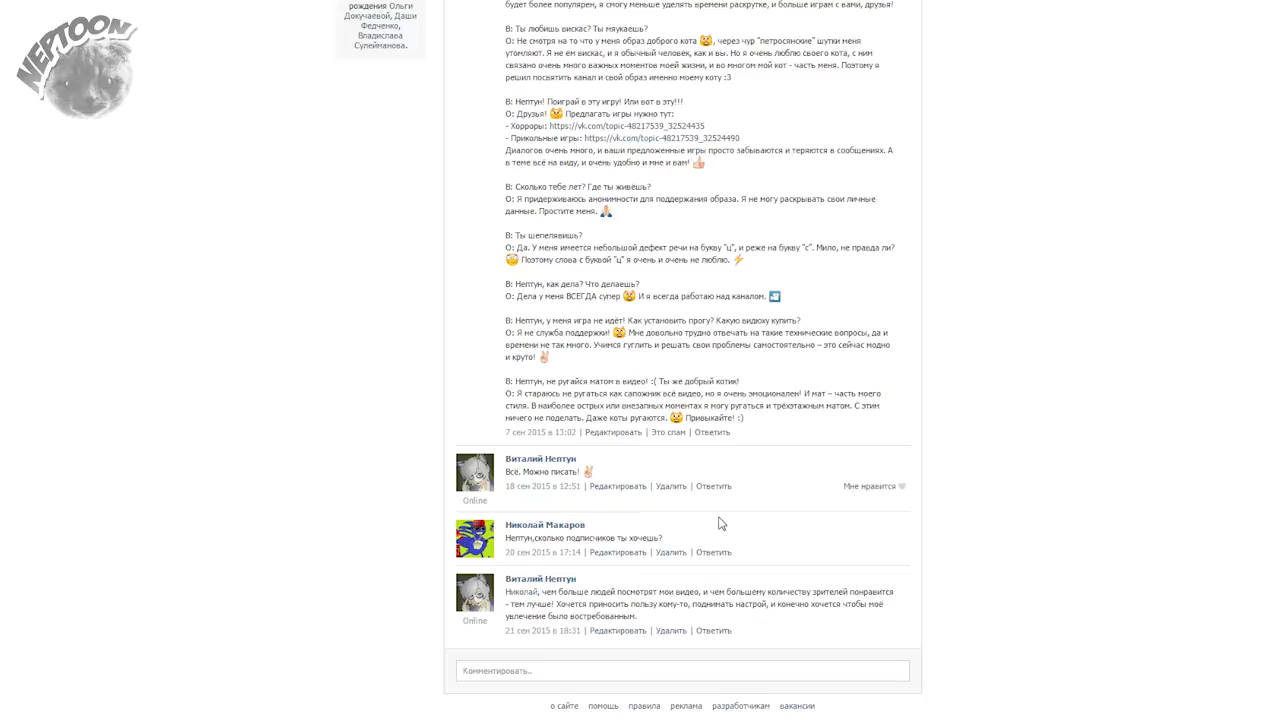 NEPTOON
рождения Ольги
Докучаевой, Даши
Федченко,
Владислава
Сулейманова.
будет более популярен, я смогу меньше уделять времени раскрутке, и больше играм с вами, друзья!
В: Ты любишь вискас? Ты мяукаешь?
О: Не смотря на то что у меня образ доброго кота 😺, через чур "петросянские" шутки меня
утомляют. Я не ем вискас, и я обычный человек, как и вы. Но я очень люблю своего кота, с ним
связано очень много важных моментов моей жизни, и во многом мой кот - часть меня. Поэтому я
решил посвятить канал и свой образ именно моему коту :3
В: Нептун! Поиграй в эту игру! Или вот в эту!!!
О: Друзья! 😼 Предлагать игры нужно тут:
- Хорроры: https://vk.com/topic-48217539_32524435
- Прикольные игры: https://vk.com/topic-48217539_32524490
Диалогов очень много, и ваши предложенные игры просто забываются и теряются в сообщениях. А
в теме всё на виду, и очень удобно и мне и вам! 👍
В: Сколько тебе лет? Где ты живёшь?
О: Я придерживаюсь анонимности для поддержания образа. Я не могу раскрывать свои личные
данные. Простите меня. 🙏
В: Ты шепелявишь?
О: Да. У меня имеется небольшой дефект речи на букву "ц", и реже на букву "с". Мило, не правда ли?
Поэтому слова с буквой "ц" я очень и очень не люблю. ⚡
В: Нептун, как дела? Что делаешь?
О: Дела у меня ВСЕГДА супер 😺 И я всегда работаю над каналом.
В: Нептун, у меня игра не идёт! Как установить прогу? Какую видюху купить?
О: Я не служба поддержки! Мне довольно трудно отвечать на такие технические вопросы, да и
времени не так много. Учимся гуглить и решать свои проблемы самостоятельно – это сейчас модно
и круто! ✌
В: Нептун, не ругайся матом в видео! :( Ты же добрый котик!
О: Я стараюсь не ругаться как сапожник всё видео, но я очень эмоционален! И мат – часть моего
стиля. В наиболее острых или внезапных моментах я могу ругаться и трёхэтажным матом. С этим
ничего не поделать. Даже коты ругаются. 😺 Привыкайте! :)
7 сен 2015 в 13:02 | Редактировать | Это спам | Ответить
Виталий Нептун
Всё. Можно писать! ✌
18 сен 2015 в 12:51 | Редактировать | Удалить | Ответить Мне нравится
Online
Николай Макаров
Нептун,сколько подписчиков ты хочешь?
20 сен 2015 в 17:14 | Редактировать | Удалить | Ответить
Виталий Нептун
Николай, чем больше людей посмотрят мои видео, и чем большему количеству зрителей понравится
- тем лучше! Хочется приносить пользу кому-то, поднимать настрой, и конечно хочется чтобы моё
увлечение было востребованным.
Online
21 сен 2015 в 18:31 | Редактировать | Удалить | Ответить
Комментировать..
о сайте помощь правила реклама разработчикам вакансии